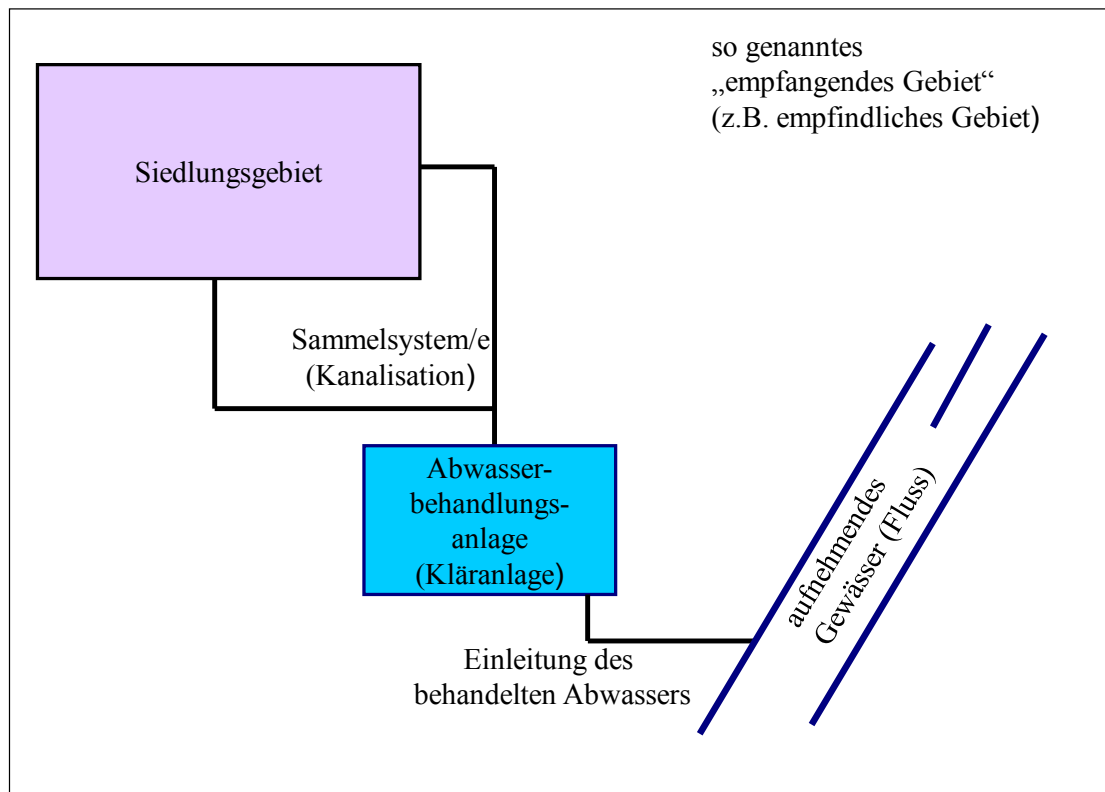 so genanntes
„empfangendes Gebiet“
(z.B. empfindliches Gebiet)
Siedlungsgebiet
Sammelsystem/e
(Kanalisation)
Abwasser-
behandlungs-
anlage
(Kläranlage)
aufnehmendes
Gewässer (Fluss)
Einleitung des
behandelten Abwassers